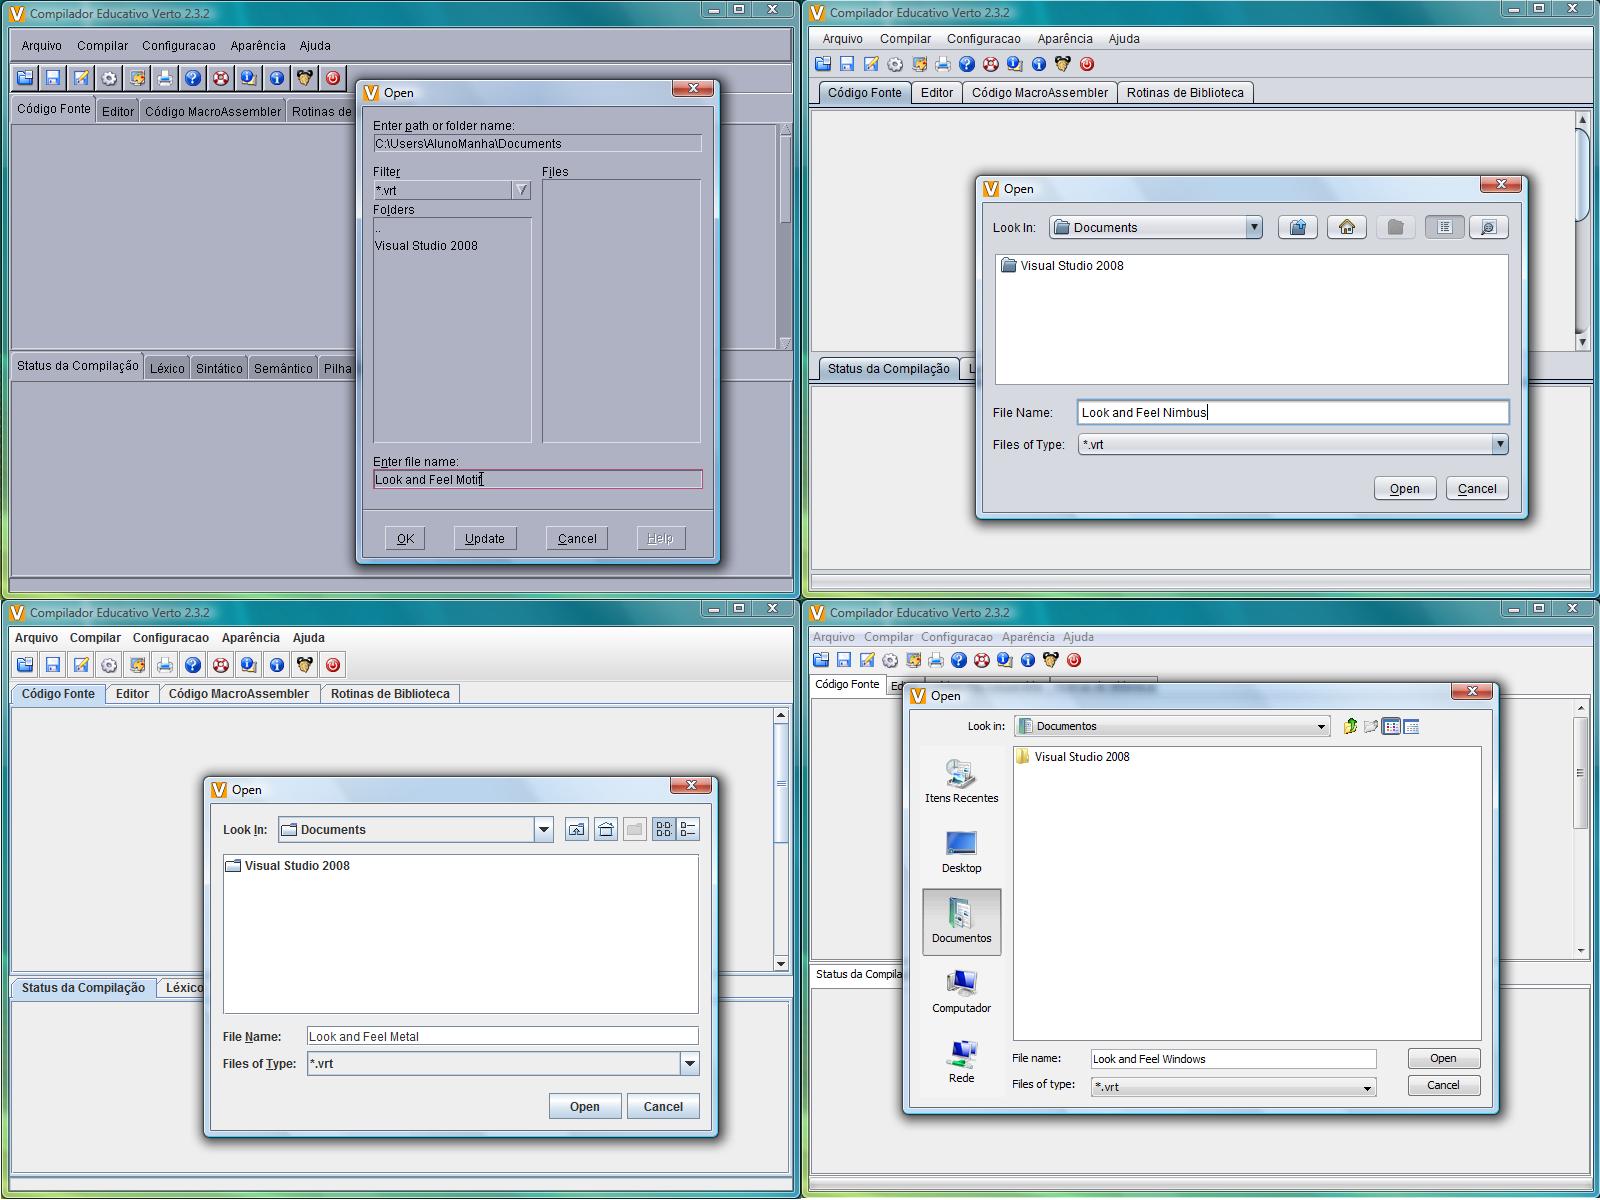 Compilador Educativo Verto 2.3.2
Arquivo Compilar Configuracao Aparência Ajuda
Código Fonte Editor Código MacroAssembler Rotinas de
Status da Compilação Léxico Sintático Semântico Pilha
Open
Enter path or folder name:
C:\Users\AlunoManha\Documents
Filter
*.vrt
Files
Folders
..
Visual Studio 2008
Enter file name:
Look and Feel Motif
OK Update Cancel Help
Compilador Educativo Verto 2.3.2
Arquivo Compilar Configuracao Aparência Ajuda
Código Fonte Editor Código MacroAssembler Rotinas de Biblioteca
Status da Compilação L
Open
Look In: Documents
Visual Studio 2008
File Name: Look and Feel Nimbus
Files of Type: *.vrt
Open Cancel
Compilador Educativo Verto 2.3.2
Arquivo Compilar Configuracao Aparência Ajuda
Código Fonte Editor Código MacroAssembler Rotinas de Biblioteca
Status da Compilação Léxico
Open
Look In: Documents
Visual Studio 2008
File Name: Look and Feel Metal
Files of Type: *.vrt
Open Cancel
Compilador Educativo Verto 2.3.2
Arquivo Compilar Configuracao Aparência Ajuda
Código Fonte Ed
Status da Compila
Open
Look in: Documentos
Visual Studio 2008
Itens Recentes
Desktop
Documentos
Computador
Rede
File name: Look and Feel Windows Open
Files of type: *.vrt Cancel